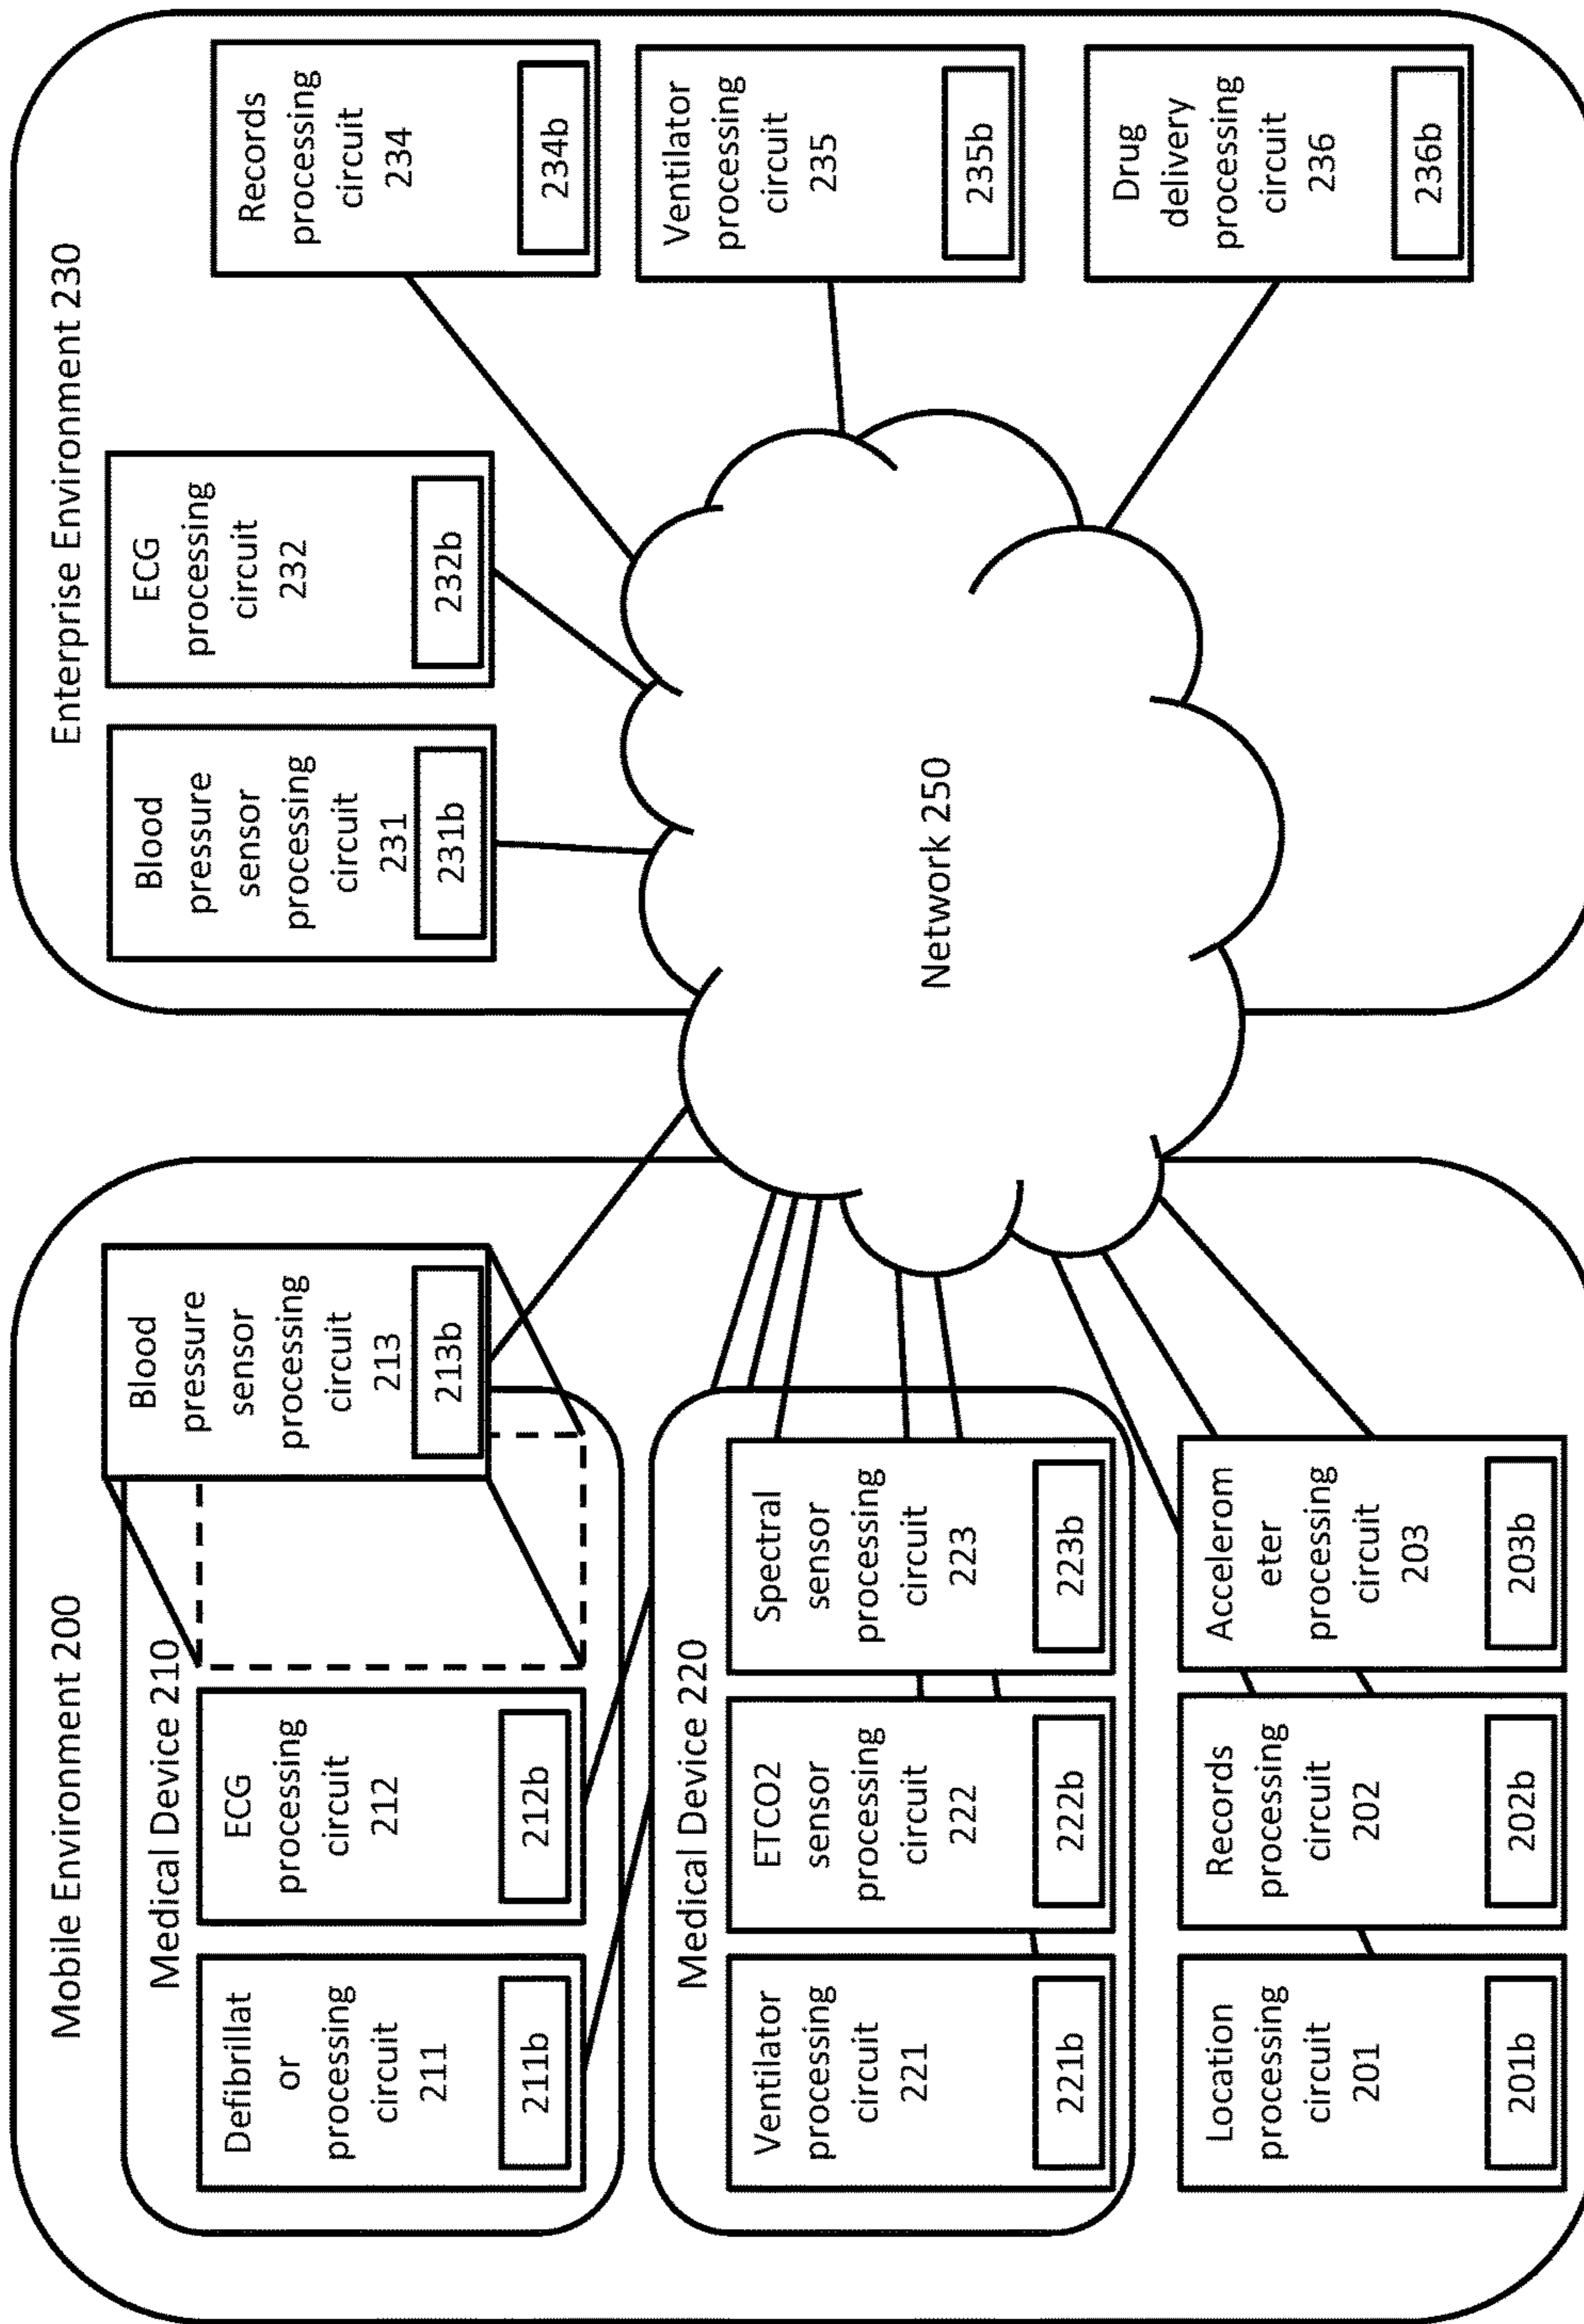 Mobile Environment 200
Medical Device 210
Defibrillat
or
processing
circuit
211
211b
ECG
processing
circuit
212
212b
Blood
pressure
sensor
processing
circuit
213
213b
Medical Device 220
Ventilator
processing
circuit
221
221b
ETCO2
sensor
processing
circuit
222
222b
Spectral
sensor
processing
circuit
223
223b
Location
processing
circuit
201
201b
Records
processing
circuit
202
202b
Accelerom
eter
processing
circuit
203
203b
Network 250
Enterprise Environment 230
Blood
pressure
sensor
processing
circuit
231
231b
ECG
processing
circuit
232
232b
Records
processing
circuit
234
234b
Ventilator
processing
circuit
235
235b
Drug
delivery
processing
circuit
236
236b